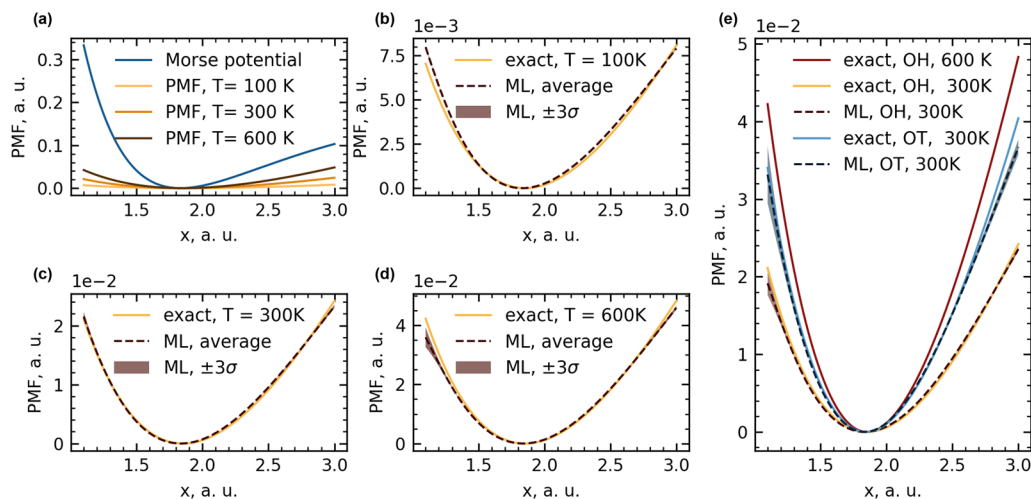 (a)
PMF, a. u.
0.3
0.2
0.1
0.0
Morse potential
PMF, T= 100 K
PMF, T= 300 K
PMF, T= 600 K
1.5
2.0
2.5
3.0
x, a. u.
(b)
1e−3
PMF, a. u.
7.5
5.0
2.5
0.0
exact, T = 100K
ML, average
ML, ±3σ
1.5
2.0
2.5
3.0
x, a. u.
(c)
1e−2
PMF, a. u.
2
1
0
exact, T = 300K
ML, average
ML, ±3σ
1.5
2.0
2.5
3.0
x, a. u.
(d)
1e−2
PMF, a. u.
4
2
0
exact, T = 600K
ML, average
ML, ±3σ
1.5
2.0
2.5
3.0
x, a. u.
(e)
1e−2
PMF, a. u.
5
4
3
2
1
0
exact, OH, 600 K
exact, OH, 300K
ML, OH, 300K
exact, OT, 300K
ML, OT, 300K
1.5
2.0
2.5
3.0
x, a. u.